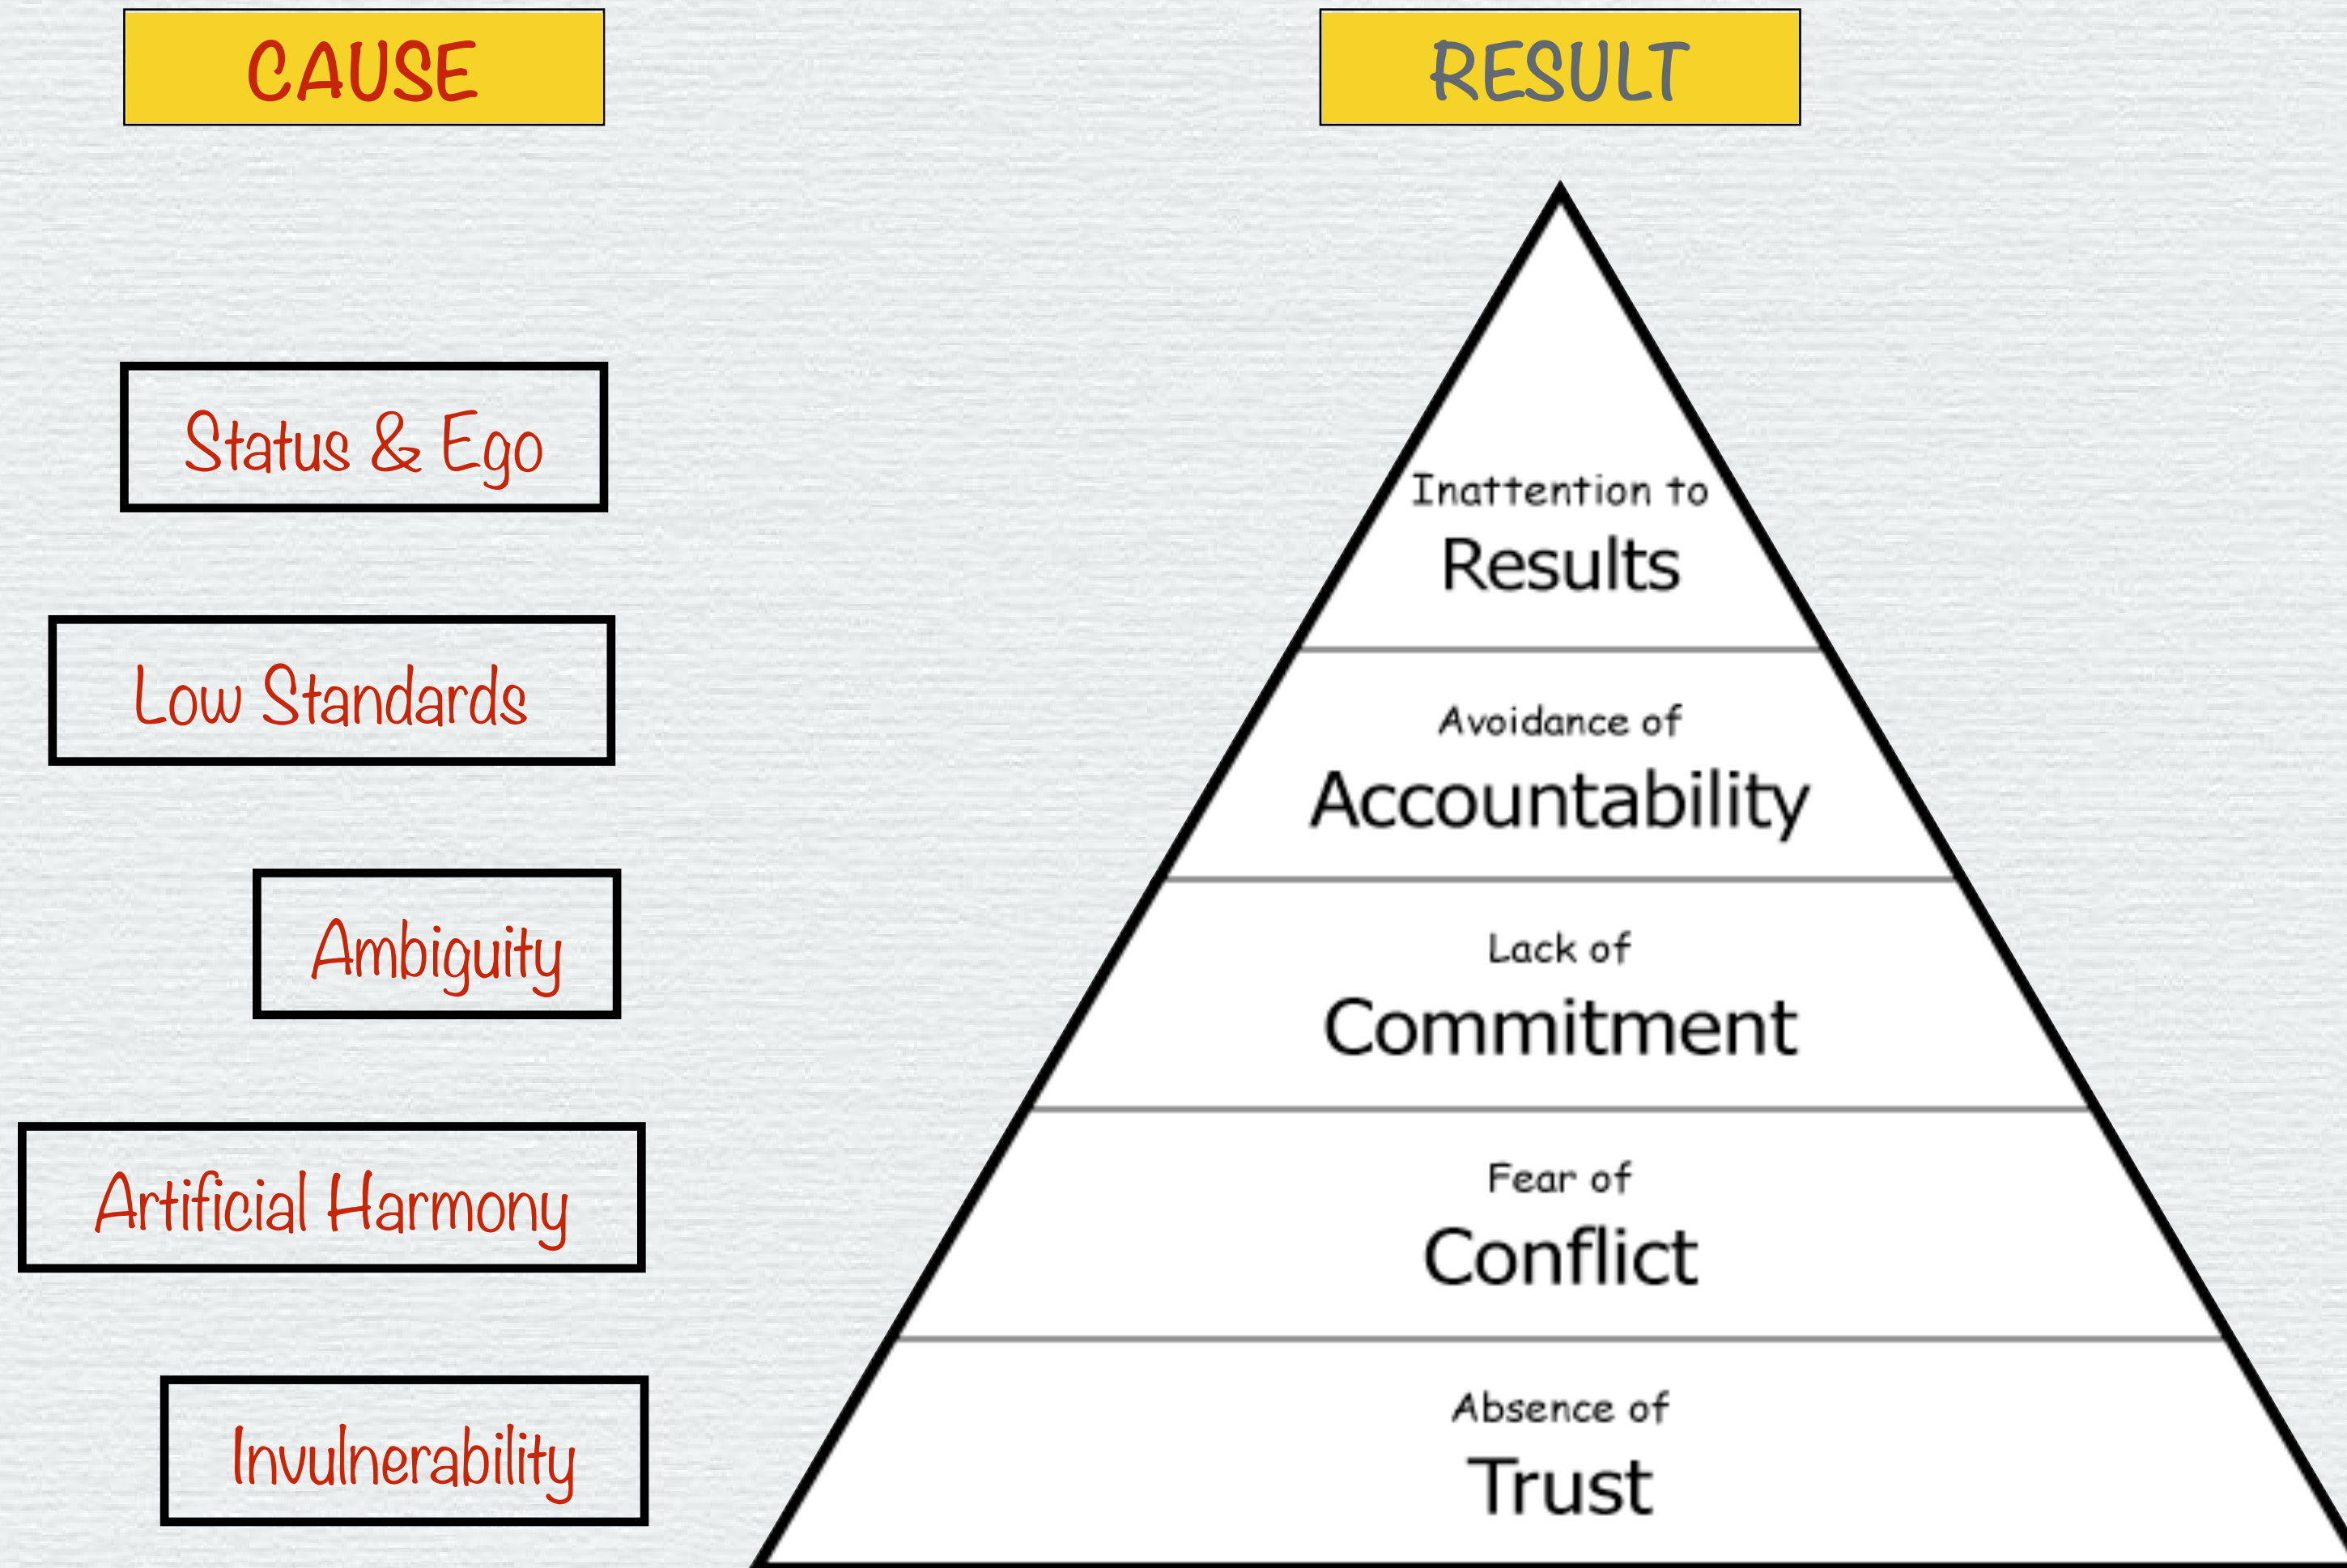 CAUSE
RESULT
Status & Ego
Inattention to
Results
Low Standards
Avoidance of
Accountability
Ambiguity
Lack of
Commitment
Artificial Harmony
Fear of
Conflict
Invulnerability
Absence of
Trust